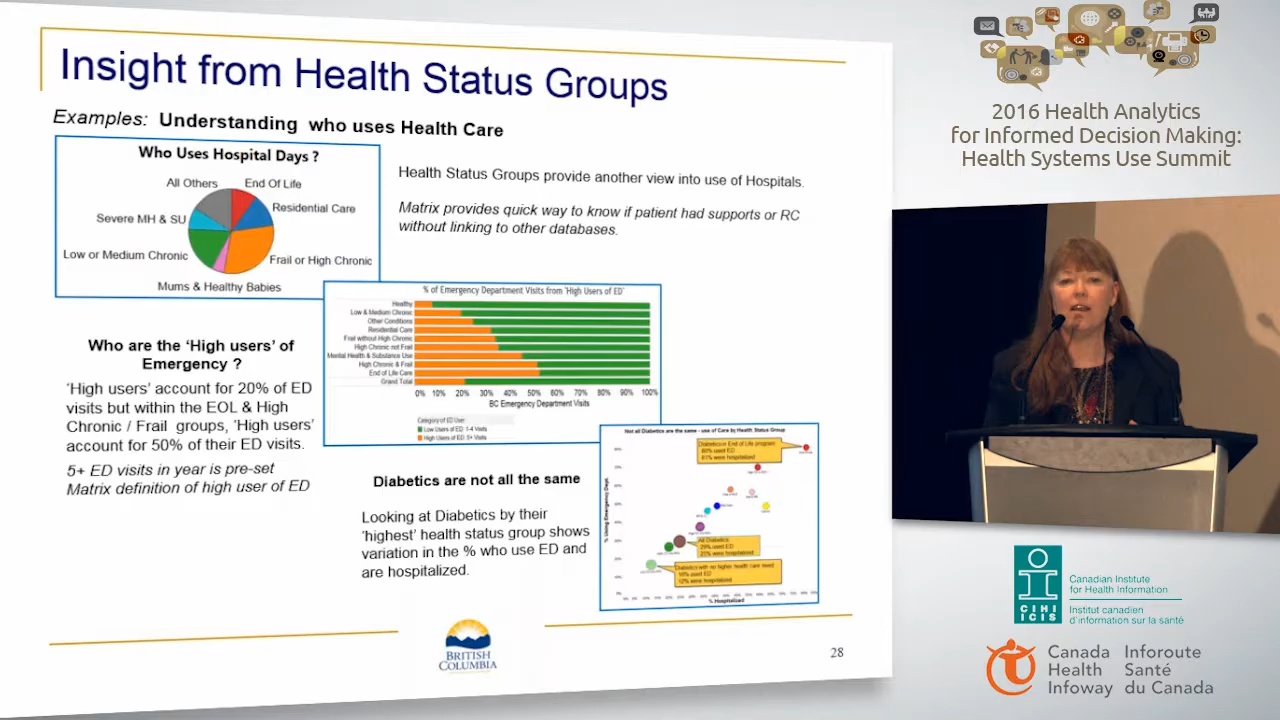 Insight from Health Status Groups
Examples: Understanding who uses Health Care
Who Uses Hospital Days ?
All Others
End Of Life
Residential Care
Severe MH & SU
Low or Medium Chronic
Frail or High Chronic
Mums & Healthy Babies
Health Status Groups provide another view into use of Hospitals.
Matrix provides quick way to know if patient had supports or RC
without linking to other databases.
% of Emergency Department Visits from 'High Users of ED'
Healthy
Low & Medium Chronic
Other Conditions
Residential Care
Frail without High Chronic
High Chronic not Frail
Mental Health & Substance Use
High Chronic & Frail
End of Life Care
Grand Total
0% 10% 20% 30% 40% 50% 60% 70% 80% 90% 100%
BC Emergency Department Visits
Category of ED Use:
Low Users of ED: 1-4 Visits
High Users of ED: 5+ Visits
Who are the 'High users' of
Emergency ?
'High users' account for 20% of ED
visits but within the EOL & High
Chronic / Frail groups, 'High users'
account for 50% of their ED visits.
5+ ED visits in year is pre-set
Matrix definition of high user of ED
Diabetics are not all the same
Looking at Diabetics by their
'highest' health status group shows
variation in the % who use ED and
are hospitalized.
Not all Diabetics are the same - use of Care by Health Status Group
Diabetics in End of Life program:
% Using Emergency Dept.
All Diabetics:
29% used ED
25% were hospitalized
Diabetics with no higher health care need
12% were hospitalized
% Hospitalized
BRITISH
COLUMBIA
28
2016 Health Analytics
for Informed Decision Making:
Health Systems Use Summit
CIHI
ICIS
Canadian Institute
for Health Information
Institut canadien
d'information sur la santé
Canada
Health
Infoway
Inforoute
Santé
du Canada